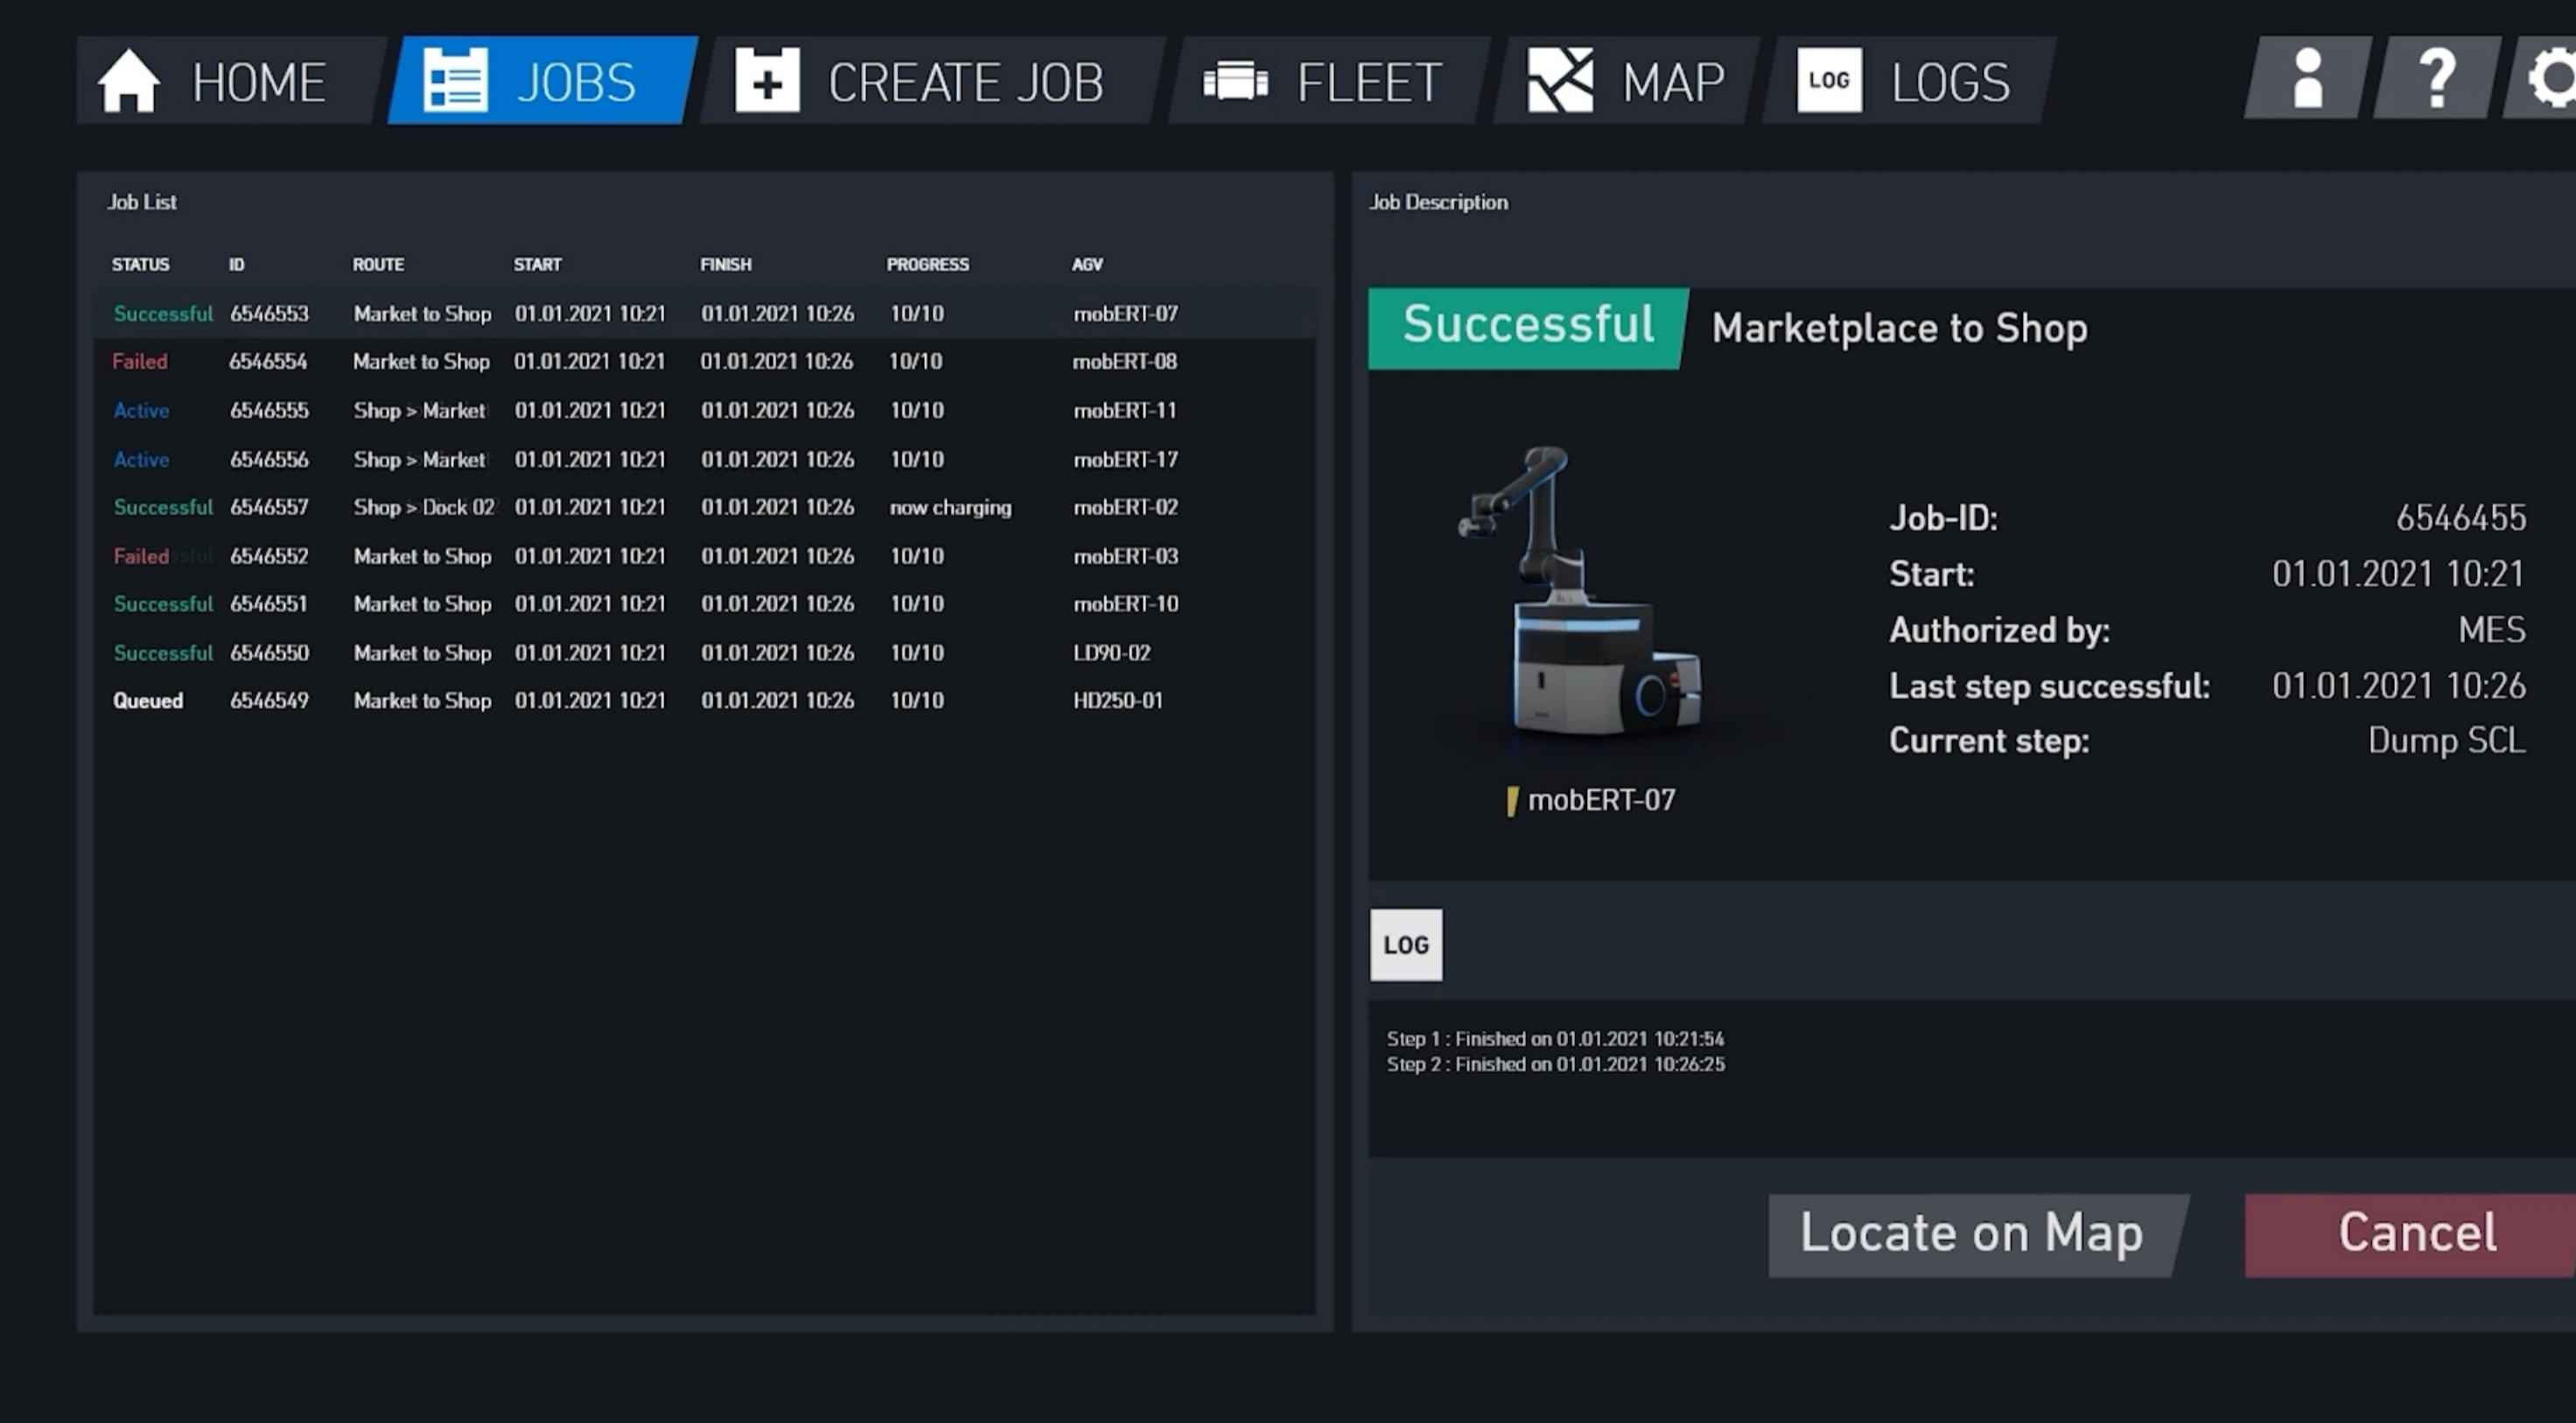 HOME JOBS CREATE JOB FLEET MAP LOG LOGS ?
Job List
STATUS ID ROUTE START FINISH PROGRESS AGV
Successful 6546553 Market to Shop 01.01.2021 10:21 01.01.2021 10:26 10/10 mobERT-07
Failed 6546554 Market to Shop 01.01.2021 10:21 01.01.2021 10:26 10/10 mobERT-08
Active 6546555 Shop > Market 01.01.2021 10:21 01.01.2021 10:26 10/10 mobERT-11
Active 6546556 Shop > Market 01.01.2021 10:21 01.01.2021 10:26 10/10 mobERT-17
Successful 6546557 Shop > Dock 02 01.01.2021 10:21 01.01.2021 10:26 now charging mobERT-02
Failed 6546552 Market to Shop 01.01.2021 10:21 01.01.2021 10:26 10/10 mobERT-03
Successful 6546551 Market to Shop 01.01.2021 10:21 01.01.2021 10:26 10/10 mobERT-10
Successful 6546550 Market to Shop 01.01.2021 10:21 01.01.2021 10:26 10/10 LD90-02
Queued 6546549 Market to Shop 01.01.2021 10:21 01.01.2021 10:26 10/10 HD250-01
Job Description
Successful Marketplace to Shop
Job-ID: 6546455
Start: 01.01.2021 10:21
Authorized by: MES
Last step successful: 01.01.2021 10:26
Current step: Dump SCL
mobERT-07
LOG
Step 1 : Finished on 01.01.2021 10:21:54
Step 2 : Finished on 01.01.2021 10:26:25
Locate on Map Cancel